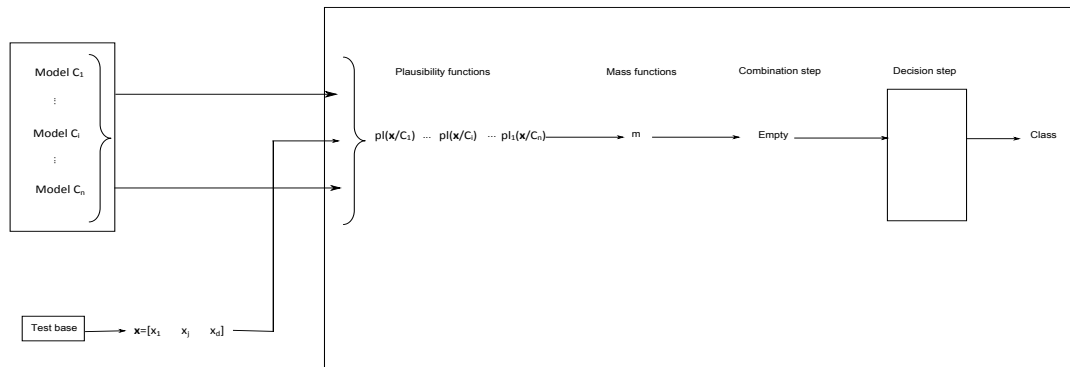 Model C₁
⋮
Model Cᵢ
⋮
Model Cₙ
Plausibility functions
Mass functions
Combination step
Decision step
pl(x/C₁) ... pl(x/Cᵢ) ... pl₁(x/Cₙ)
m
Empty
Class
Test base
x=[x₁ xⱼ x_d]